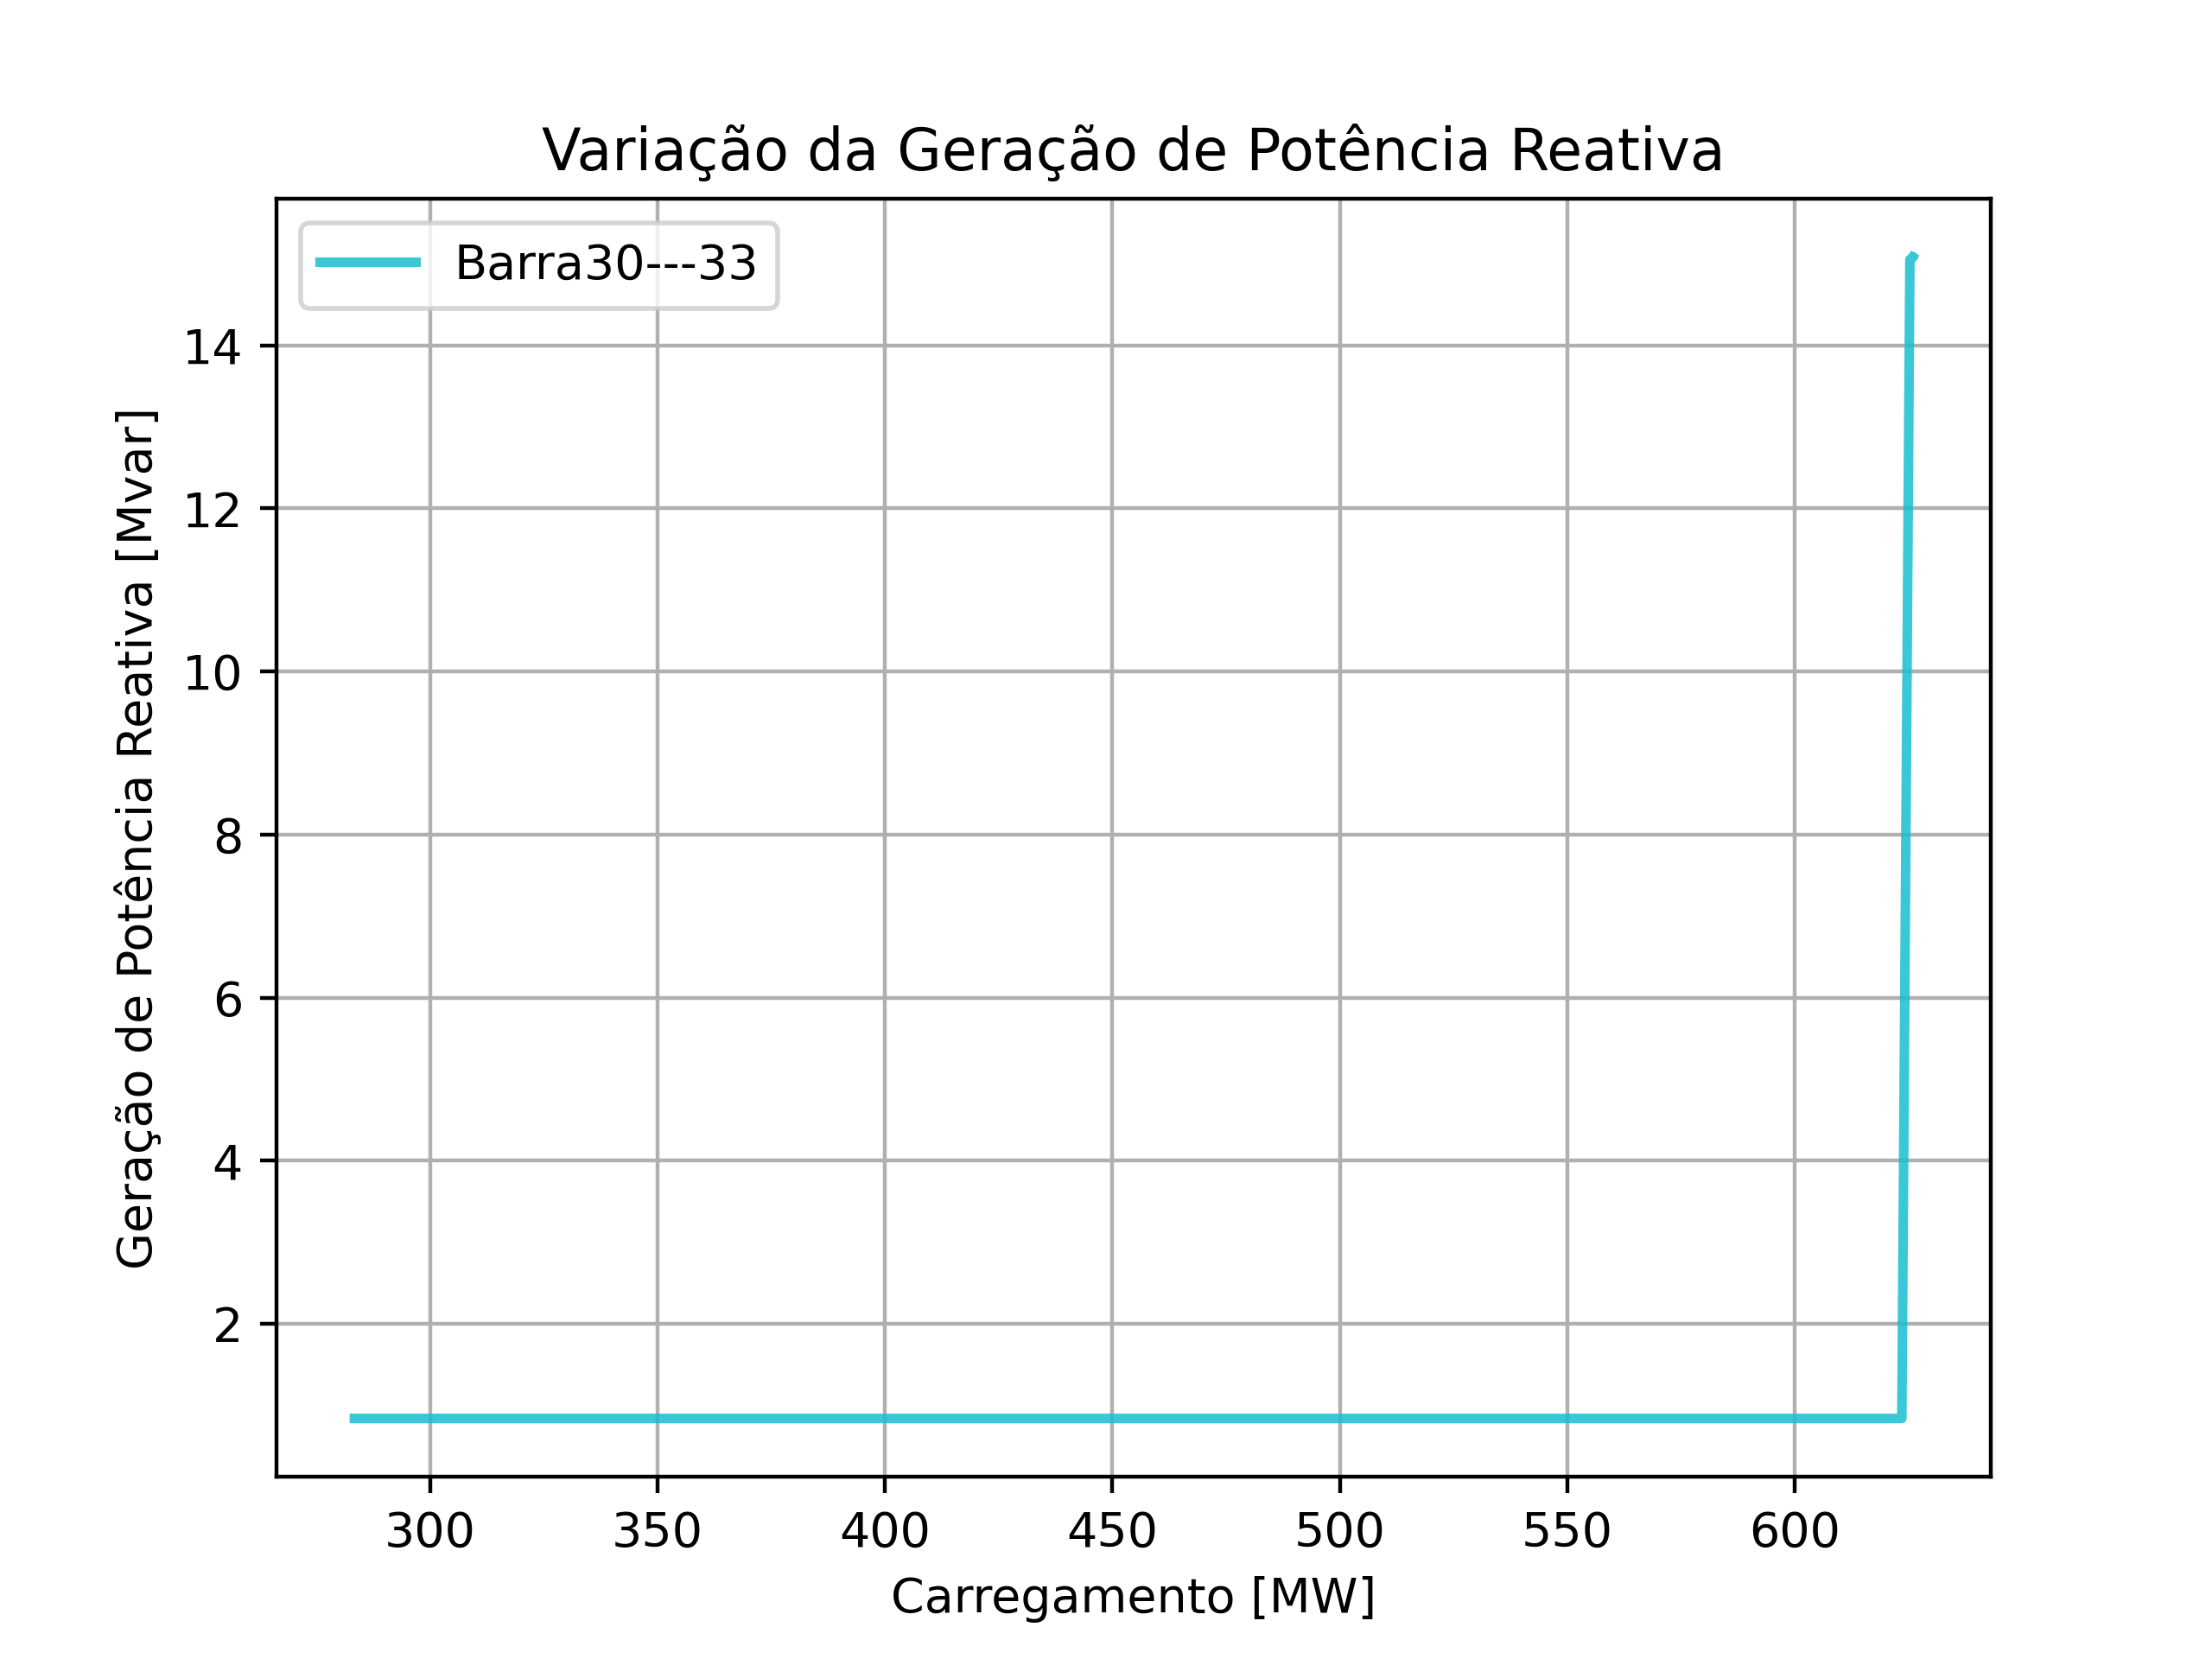 Variação da Geração de Potência Reativa
Barra30---33
Geração de Potência Reativa [Mvar]
14
12
10
8
6
4
2
300 350 400 450 500 550 600
Carregamento [MW]